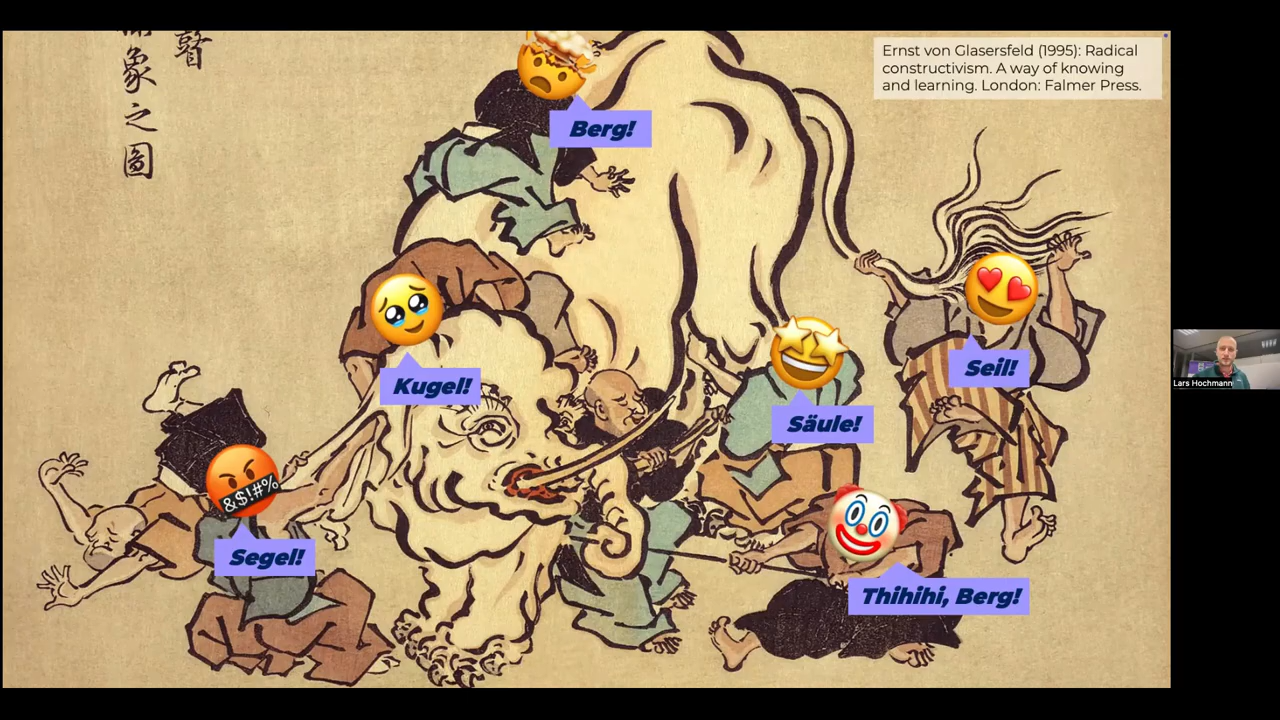 瞽
象之圖
Ernst von Glasersfeld (1995): Radical
constructivism. A way of knowing
and learning. London: Falmer Press.
Berg!
Seil!
Kugel!
Säule!
Segel!
&$!#%
Thihihi, Berg!
Lars Hochmann